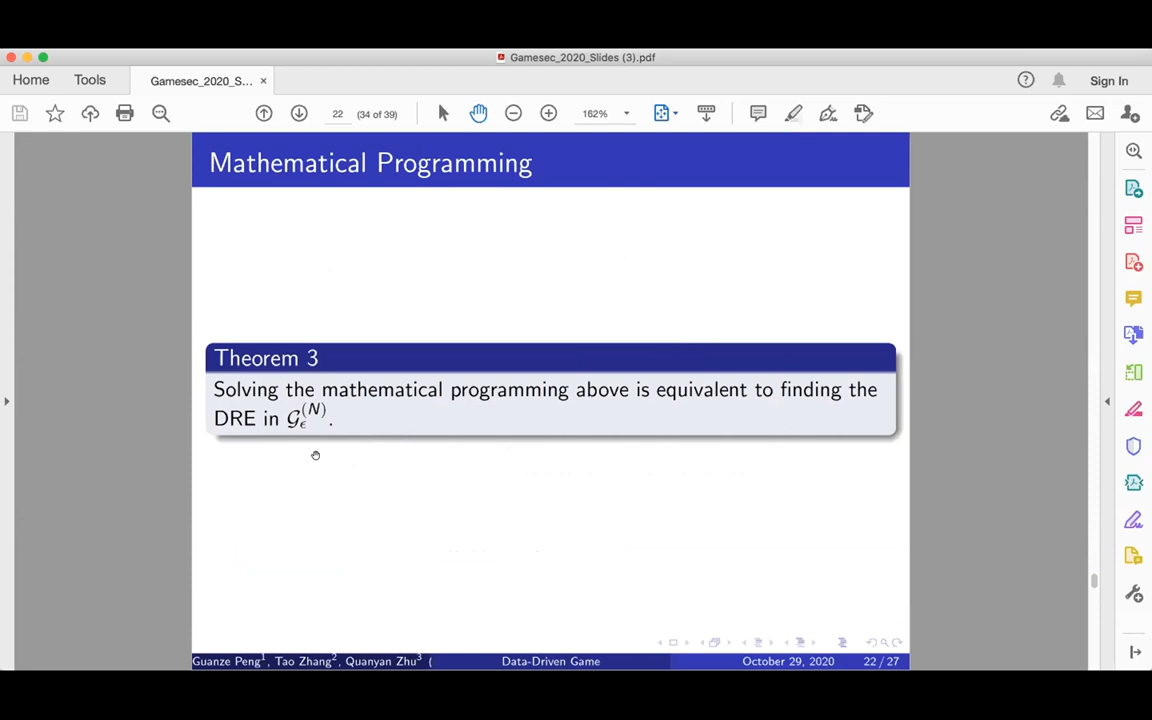 Gamesec_2020_Slides (3).pdf
Home Tools Gamesec_2020_S... × Sign In
22 (34 of 39) 162%
Mathematical Programming
Theorem 3
Solving the mathematical programming above is equivalent to finding the
DRE in 𝒢_ϵ^(N).
Guanze Peng¹, Tao Zhang², Quanyan Zhu³ ( Data-Driven Game October 29, 2020 22 / 27